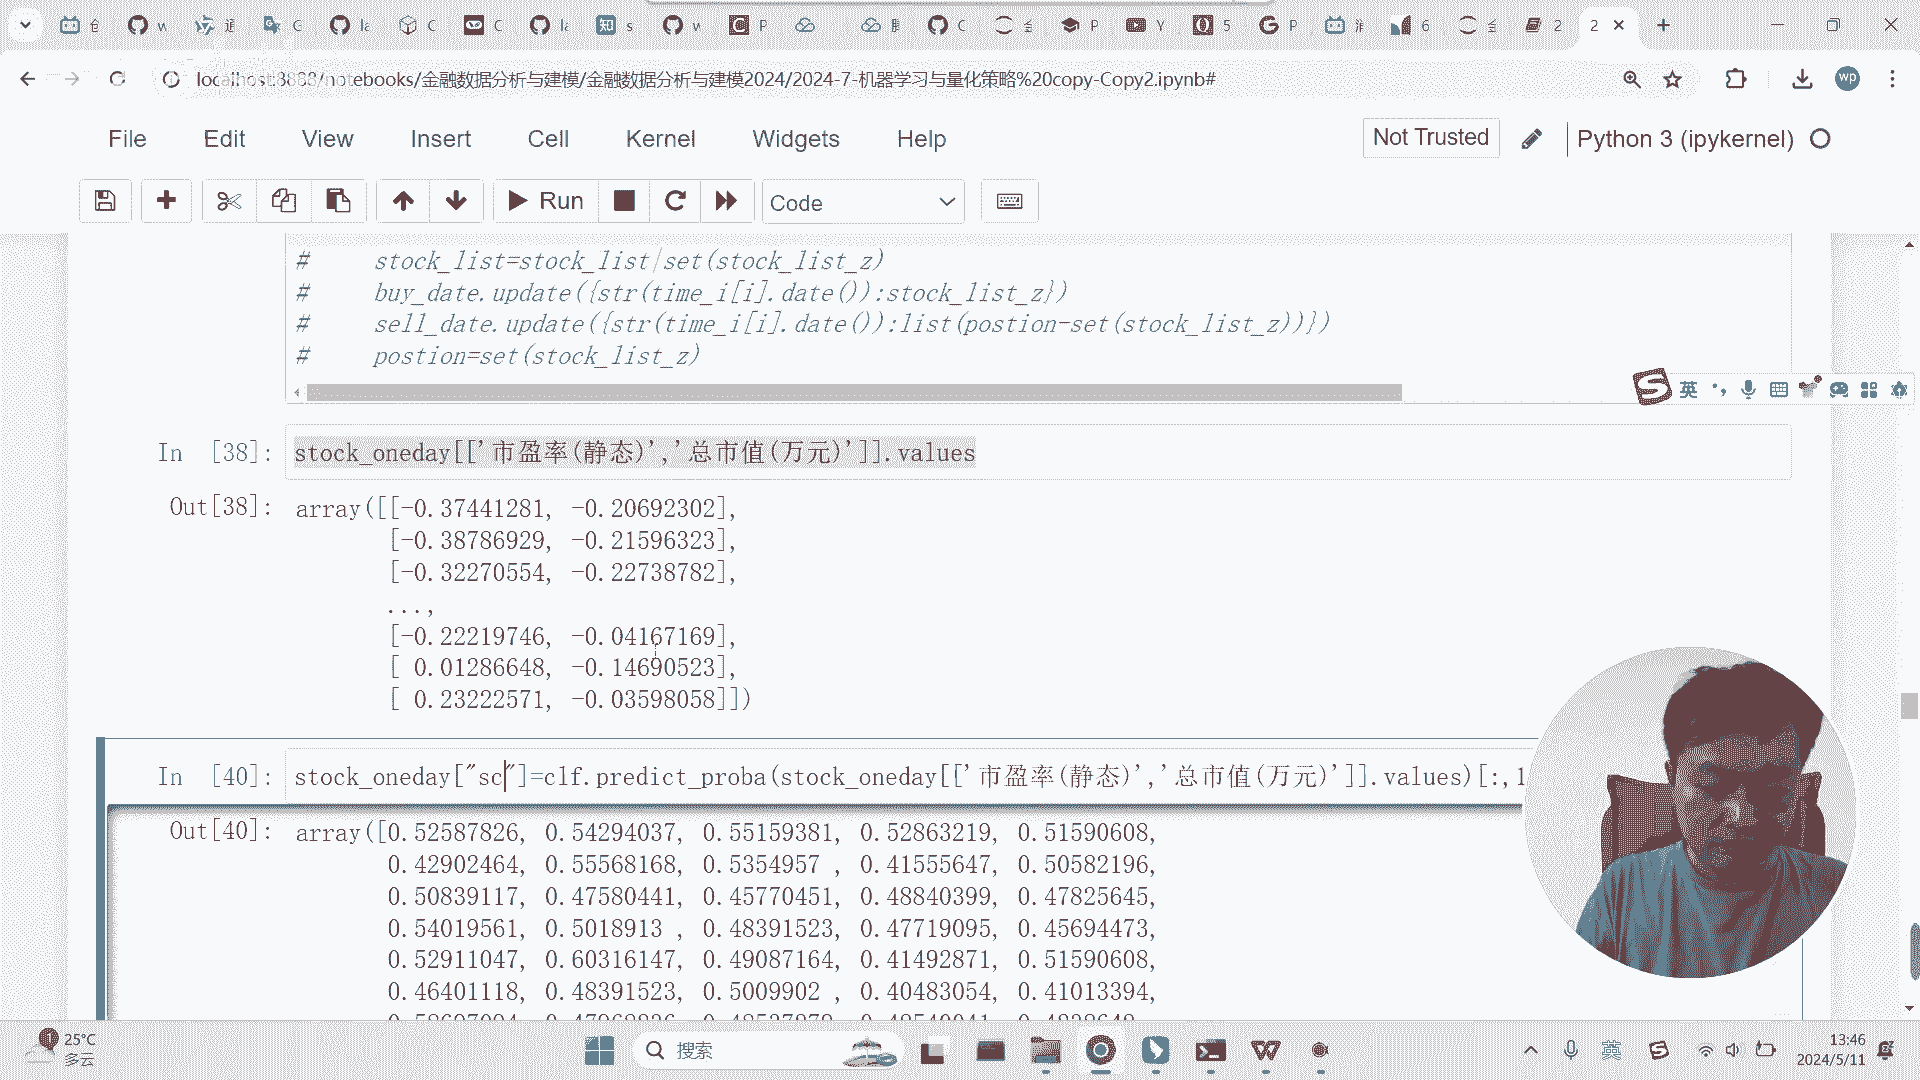 localhost:8888/notebooks/金融数据分析与建模/金融数据分析与建模2024/2024-7-机器学习与量化策略%20copy-Copy2.ipynb#
wp
File Edit View Insert Cell Kernel Widgets Help
Not Trusted
Python 3 (ipykernel)
Run
Code
# stock_list=stock_list|set(stock_list_z)
# buy_date.update({str(time_i[i].date()):stock_list_z})
# sell_date.update({str(time_i[i].date()):list(postion-set(stock_list_z))})
# postion=set(stock_list_z)
英
In [38]: stock_oneday[['市盈率(静态)','总市值(万元)']].values
Out[38]: array([[-0.37441281, -0.20692302],
[-0.38786929, -0.21596323],
[-0.32270554, -0.22738782],
...,
[-0.22219746, -0.04167169],
[ 0.01286648, -0.14690523],
[ 0.23222571, -0.03598058]])
In [40]: stock_oneday["sc"]=clf.predict_proba(stock_oneday[['市盈率(静态)','总市值(万元)']].values)[:,1
Out[40]: array([0.52587826, 0.54294037, 0.55159381, 0.52863219, 0.51590608,
0.42902464, 0.55568168, 0.5354957 , 0.41555647, 0.50582196,
0.50839117, 0.47580441, 0.45770451, 0.48840399, 0.47825645,
0.54019561, 0.5018913 , 0.48391523, 0.47719095, 0.45694473,
0.52911047, 0.60316147, 0.49087164, 0.41492871, 0.51590608,
0.46401118, 0.48391523, 0.5009902 , 0.40483054, 0.41013394,
25°C
多云
搜索
英
13:46
2024/5/11